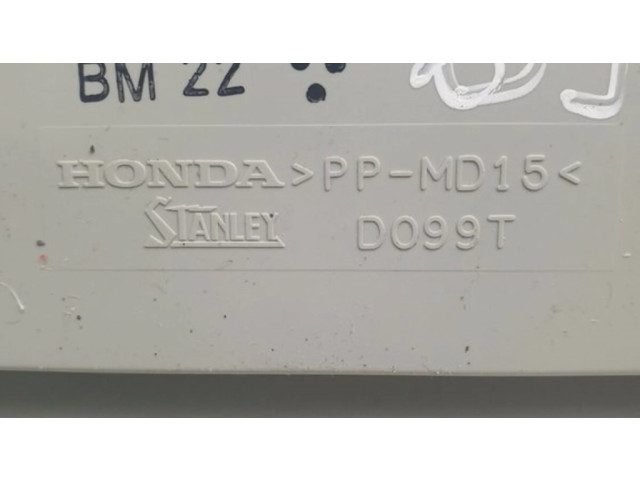 BM 22
HONDA >PP-MD15<
STANLEY D099T